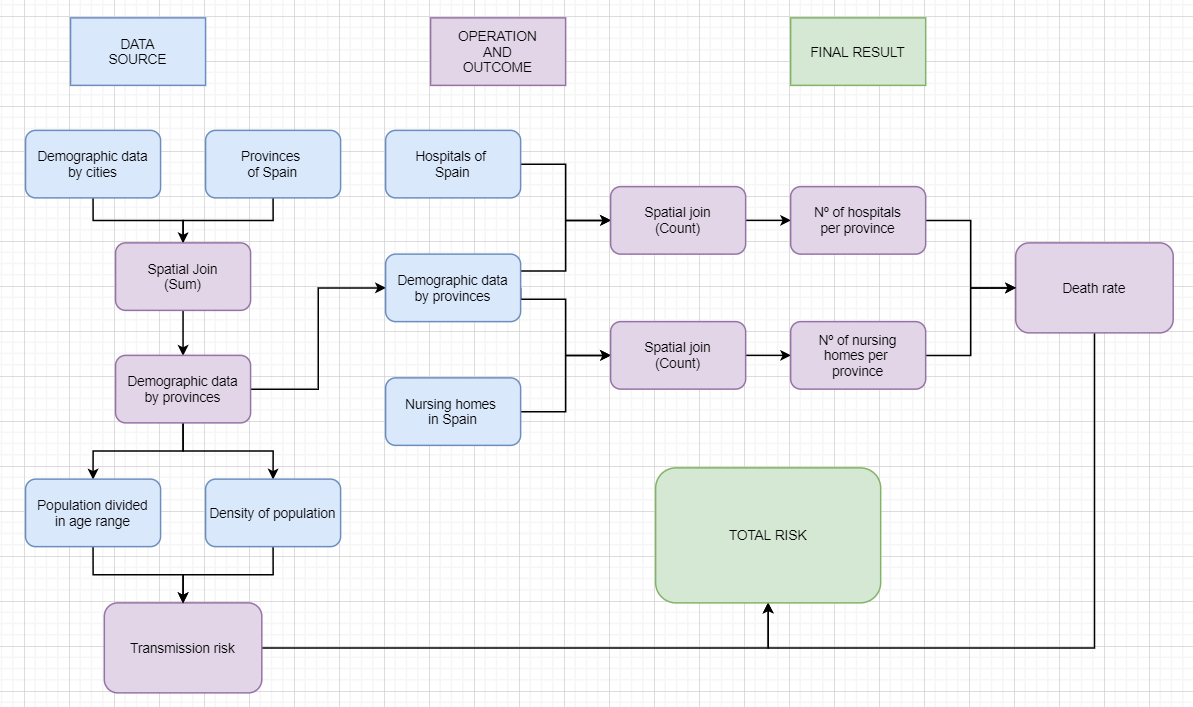 DATA
SOURCE
OPERATION
AND
OUTCOME
FINAL RESULT
Demographic data
by cities
Provinces
of Spain
Hospitals of
Spain
Spatial join
(Count)
Nº of hospitals
per province
Spatial Join
(Sum)
Demographic data
by provinces
Death rate
Spatial join
(Count)
Nº of nursing
homes per
province
Demographic data
by provinces
Nursing homes
in Spain
Population divided
in age range
Density of population
TOTAL RISK
Transmission risk